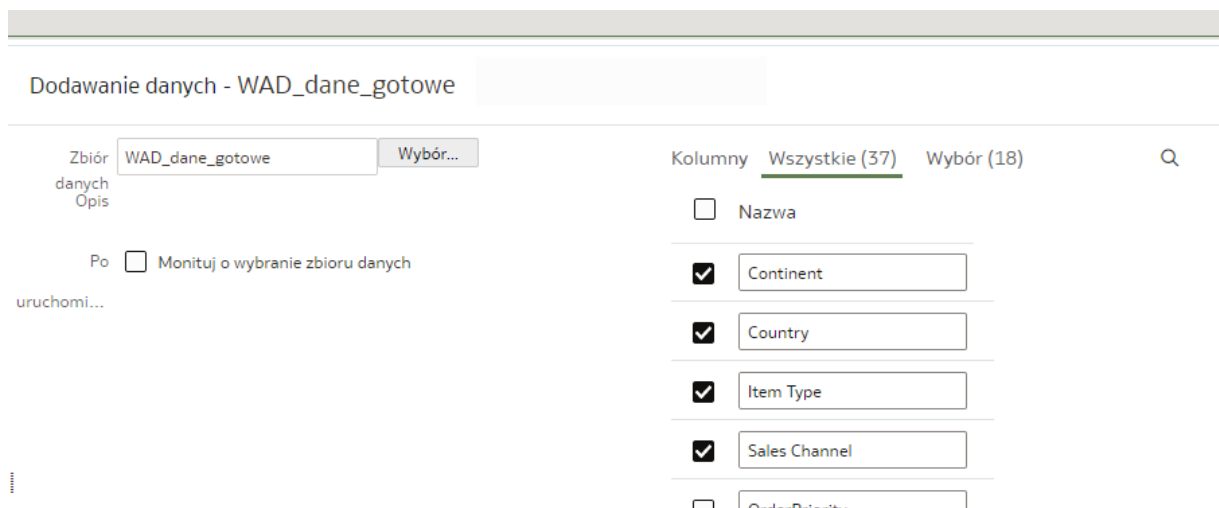 Dodawanie danych - WAD_dane_gotowe
Zbiór danych
WAD_dane_gotowe
Wybór...
Opis
Po uruchomi...
Monituj o wybranie zbioru danych
Kolumny Wszystkie (37) Wybór (18)
Nazwa
Continent
Country
Item Type
Sales Channel
OrderPriority